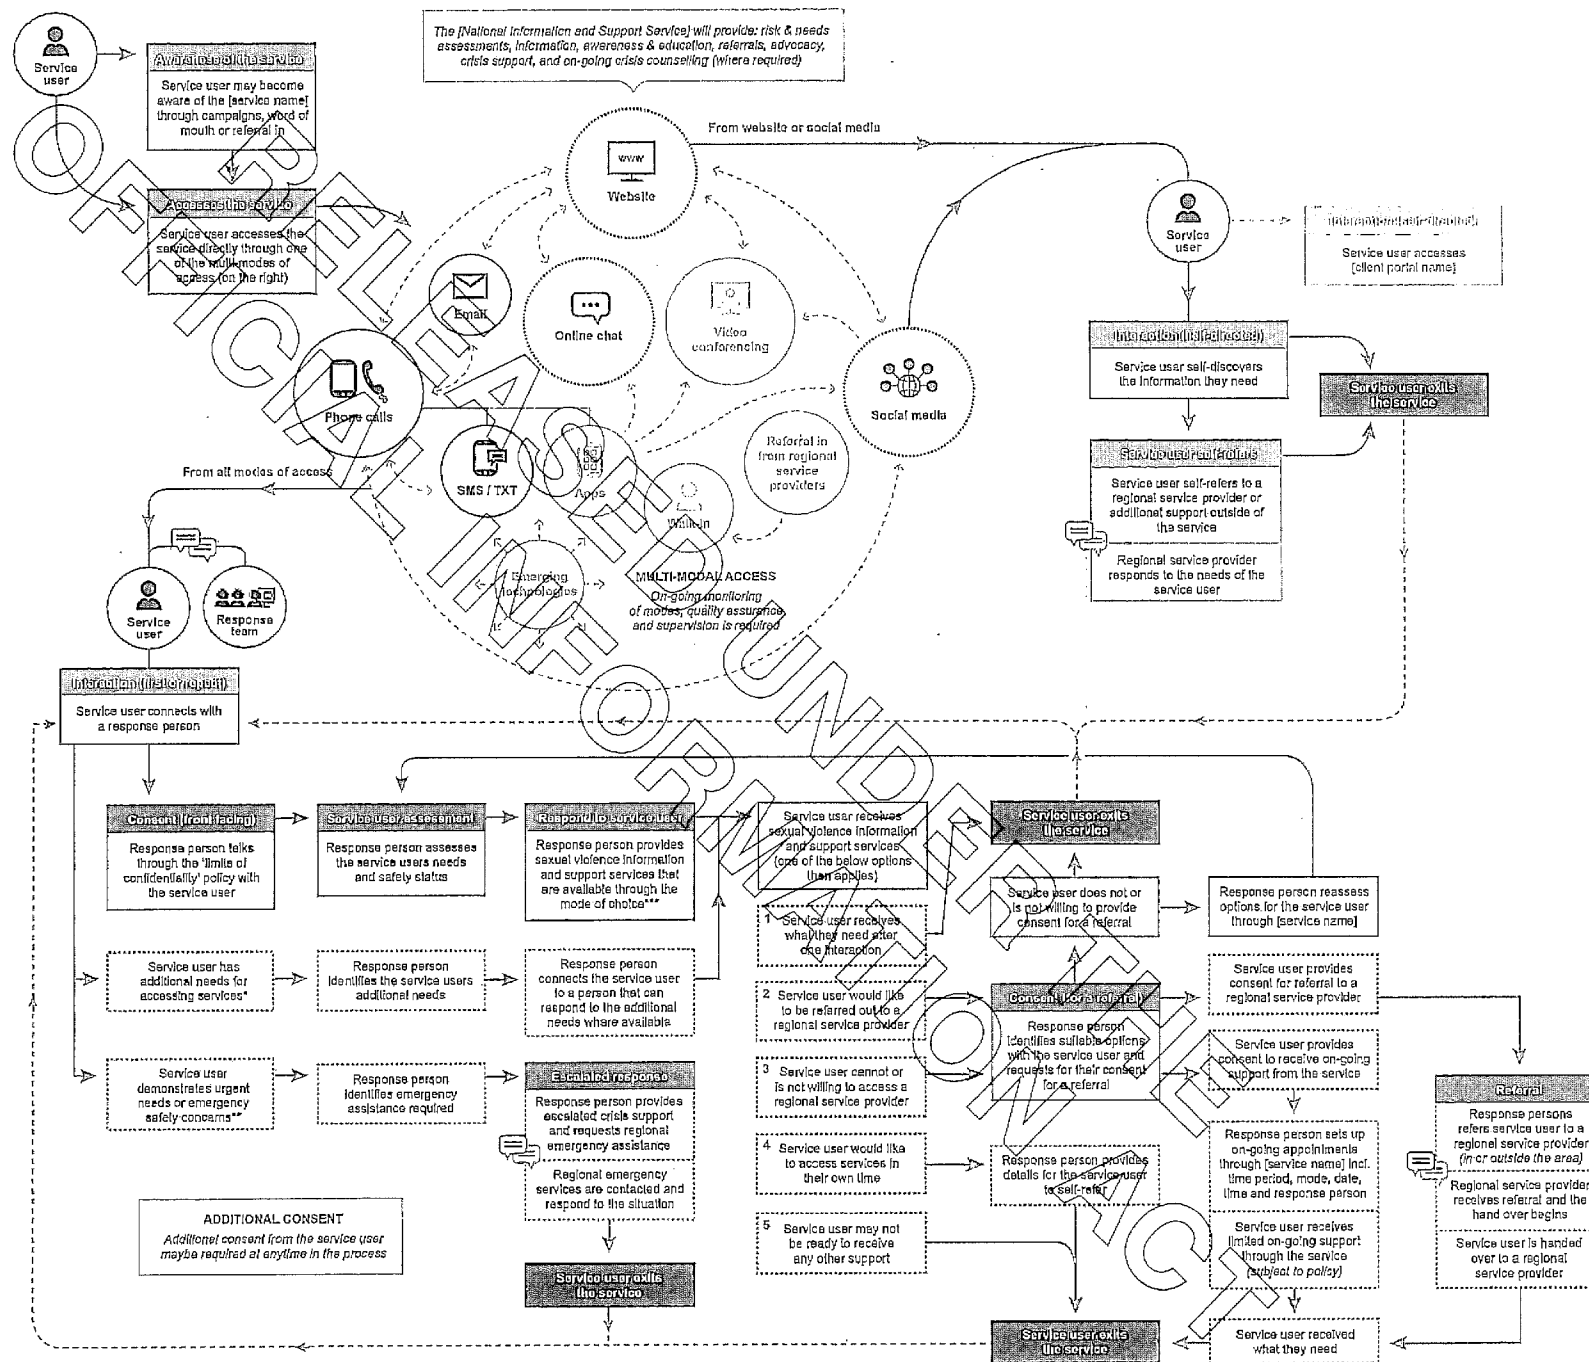 The [National Information and Support Service] will provide: risk & needs
assessments, information, awareness & education, referrals, advocacy,
crisis support, and on-going crisis counselling (where required)
Service
user
Awareness of the service
Service user may become
aware of the [service name]
through campaigns, word of
mouth or referral in
Accesses the service
Service user accesses the
service directly through one
of the multi-modes of
access (on the right)
From website or social media
www
Website
Email
Online chat
Video
conferencing
Phone calls
Social media
SMS / TXT
Apps
Referral in
from regional
service
providers
Walk-in
Emerging
technologies
MULTI-MODAL ACCESS
On-going monitoring
of modes, quality assurance
and supervision is required
Service
user
Interaction (self-directed)
Service user accesses
[client portal name]
Interaction (self-directed)
Service user self-discovers
the information they need
Service user exits
the service
Service user self-refers
Service user self-refers to a
regional service provider or
additional support outside of
the service
Regional service provider
responds to the needs of the
service user
From all modes of access
Service
user
Response
team
Interaction (first or repeat)
Service user connects with
a response person
Consent (front facing)
Response person talks
through the 'limits of
confidentiality' policy with
the service user
Service user assessment
Response person assesses
the service users needs
and safety status
Respond to service user
Response person provides
sexual violence information
and support services that
are available through the
mode of choice***
Service user receives
sexual violence information
and support services
(one of the below options
then applies)
Service user exits
the service
Service user does not or
is not willing to provide
consent for a referral
Response person reassess
options for the service user
through [service name]
Service user has
additional needs for
accessing services*
Response person
identifies the service users
additional needs
Response person
connects the service user
to a person that can
respond to the additional
needs where available
1 Service user receives
what they need after
one interaction
2 Service user would like
to be referred out to a
regional service provider
3 Service user cannot or
is not willing to access a
regional service provider
4 Service user would like
to access services in
their own time
5 Service user may not
be ready to receive
any other support
Consent (for a referral)
Response person
identifies suitable options
with the service user and
requests for their consent
for a referral
Service user provides
consent for referral to a
regional service provider
Service user provides
consent to receive on-going
support from the service
Service user
demonstrates urgent
needs or emergency
safety concerns**
Response person
identifies emergency
assistance required
Escalated response
Response person provides
escalated crisis support
and requests regional
emergency assistance
Regional emergency
services are contacted and
respond to the situation
Service user exits
the service
Response person provides
details for the service user
to self-refer
Response person sets up
on-going appointments
through [service name] incl.
time period, mode, date,
time and response person
Service user receives
limited on-going support
through the service
(subject to policy)
Referral
Response persons
refers service user to a
regional service provider
(in or outside the area)
Regional service provider
receives referral and the
hand over begins
Service user is handed
over to a regional
service provider
ADDITIONAL CONSENT
Additional consent from the service user
maybe required at anytime in the process
Service user exits
the service
Service user received
what they need
RELEASED UNDER THE
OFFICIAL INFORMATION ACT